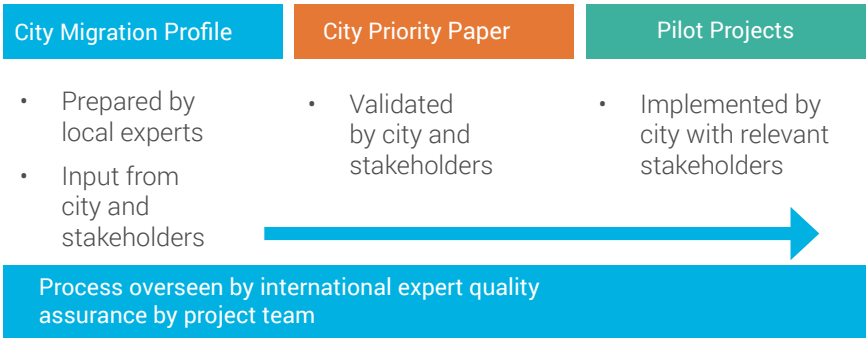 City Migration Profile
City Priority Paper
Pilot Projects
• Prepared by
local experts
• Input from
city and
stakeholders
• Validated
by city and
stakeholders
• Implemented by
city with relevant
stakeholders
Process overseen by international expert quality
assurance by project team